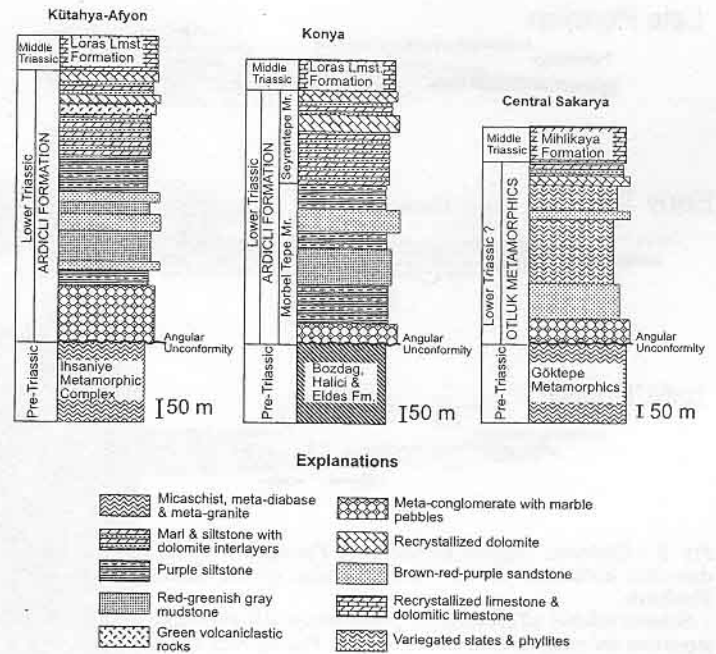 Kütahya-Afyon
Middle
Triassic
Loras Lmst.
Formation
Lower Triassic
ARDICLI FORMATION
Pre-Triassic
Ihsaniye
Metamorphic
Complex
Angular
Unconformity
50 m
Konya
Middle
Triassic
Loras Lmst.
Formation
Lower Triassic
ARDICLI FORMATION
Seyrantepe Mr.
Morbel Tepe Mr.
Pre-Triassic
Bozdag,
Halici &
Eldes Fm.
Angular
Unconformity
50 m
Central Sakarya
Middle
Triassic
Mihlikaya
Formation
Lower Triassic ?
OTLUK METAMORPHICS
Pre-Triassic
Göktepe
Metamorphics
Angular
Unconformity
50 m
Explanations
Micaschist, meta-diabase
& meta-granite
Marl & siltstone with
dolomite interlayers
Purple siltstone
Red-greenish gray
mudstone
Green volcaniclastic
rocks
Meta-conglomerate with marble
pebbles
Recrystallized dolomite
Brown-red-purple sandstone
Recrystallized limestone &
dolomitic limestone
Variegated slates & phyllites